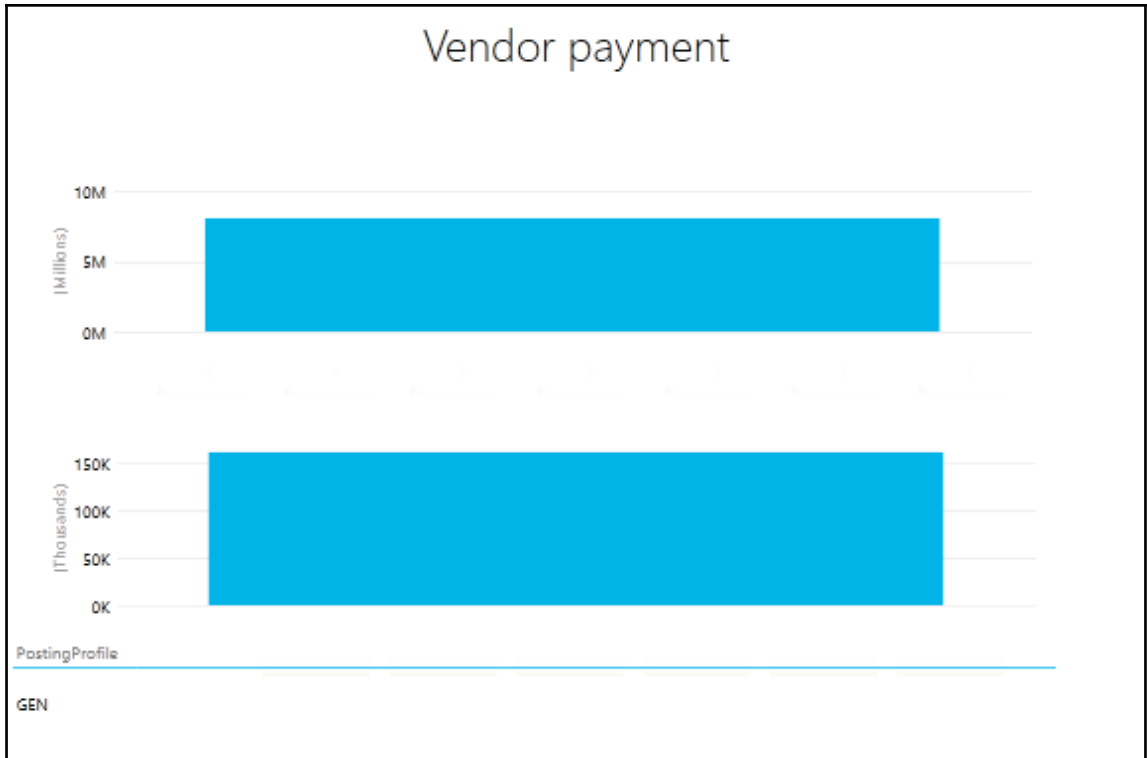 Vendor payment
10M
(Millions)
5M
0M
150K
(Thousands)
100K
50K
0K
PostingProfile
GEN